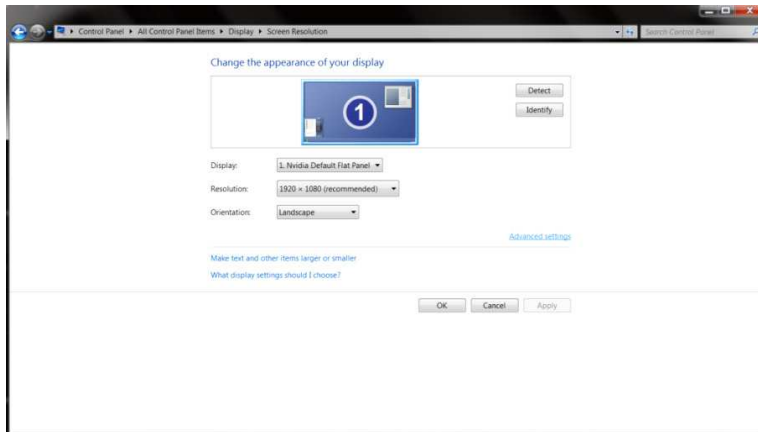 Control Panel ▸ All Control Panel Items ▸ Display ▸ Screen Resolution
Search Control Panel
Change the appearance of your display
1
Detect
Identify
Display: 1. Nvidia Default Flat Panel
Resolution: 1920 × 1080 (recommended)
Orientation: Landscape
Advanced settings
Make text and other items larger or smaller
What display settings should I choose?
OK Cancel Apply